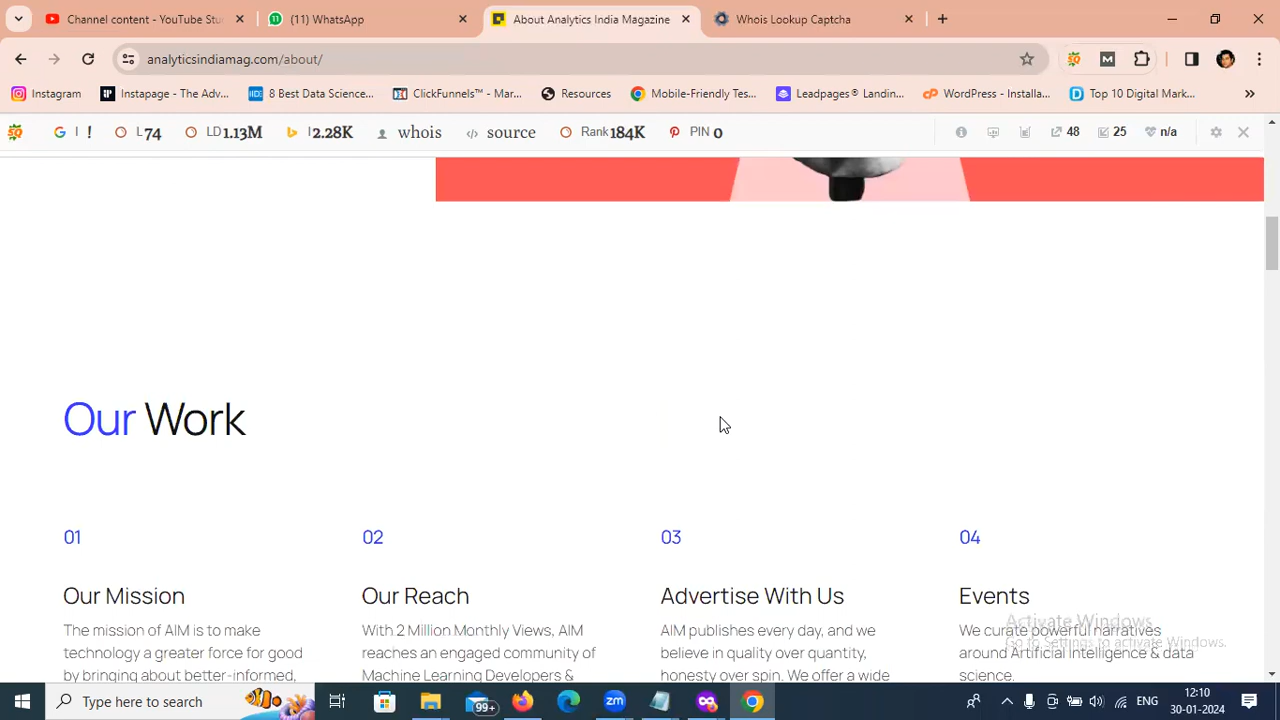 Channel content - YouTube Stu
(11) WhatsApp
About Analytics India Magazine
Whois Lookup Captcha
analyticsindiamag.com/about/
Instagram
Instapage - The Adv...
8 Best Data Science...
ClickFunnels™ - Mar...
Resources
Mobile-Friendly Tes...
Leadpages® Landin...
WordPress - Installa...
Top 10 Digital Mark...
I !
L 74
LD 1.13M
I 2.28K
whois
source
Rank 184K
PIN 0
48
25
n/a
Our Work
01
02
03
04
Our Mission
Our Reach
Advertise With Us
Events
The mission of AIM is to make
technology a greater force for good
by bringing about better-informed,
With 2 Million Monthly Views, AIM
reaches an engaged community of
Machine Learning Developers &
AIM publishes every day, and we
believe in quality over quantity,
honesty over spin. We offer a wide
We curate powerful narratives
around Artificial Intelligence & data
science.
Activate Windows
Go to Settings to activate Windows.
Type here to search
99+
zm
ENG
12:10
30-01-2024